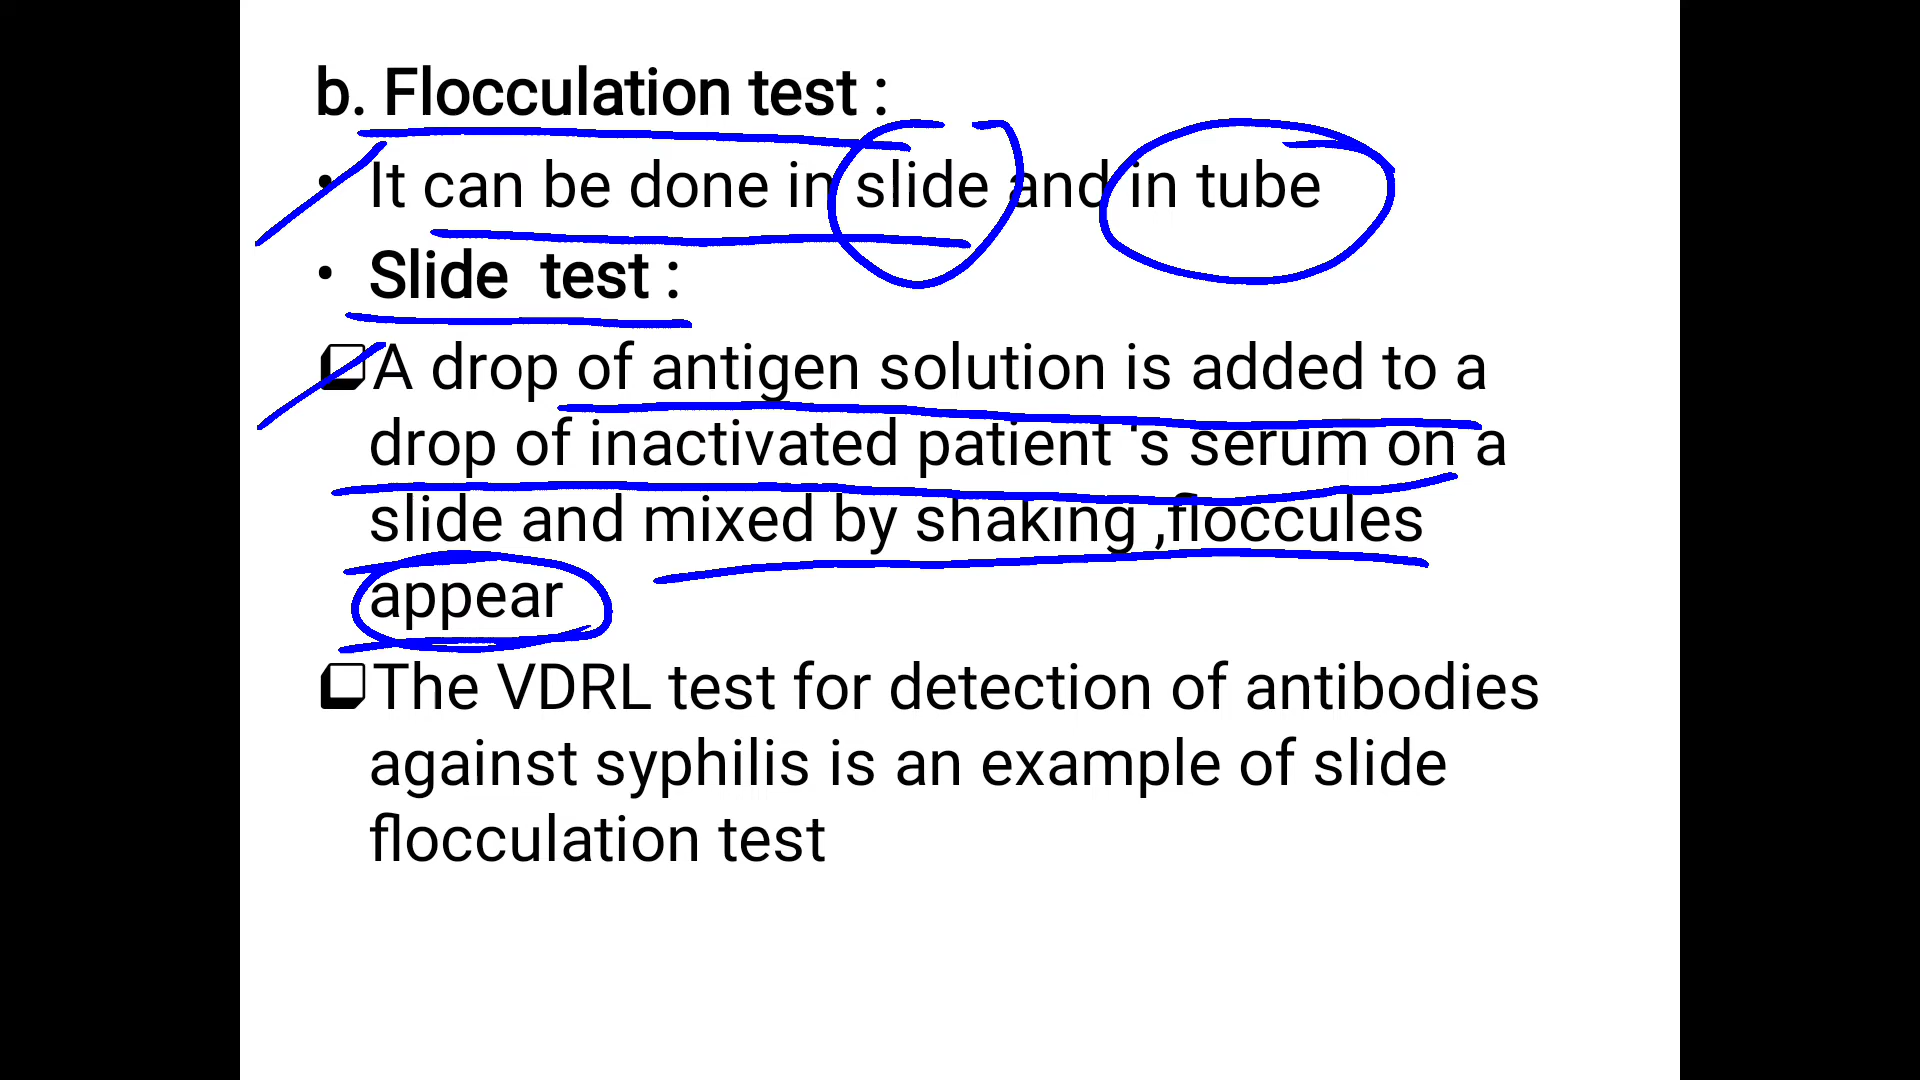 b. Flocculation test :
• It can be done in slide and in tube
• Slide  test :
❑A drop of antigen solution is added to a
drop of inactivated patient 's serum on a
slide and mixed by shaking ,floccules
appear
❑The VDRL test for detection of antibodies
against syphilis is an example of slide
flocculation test